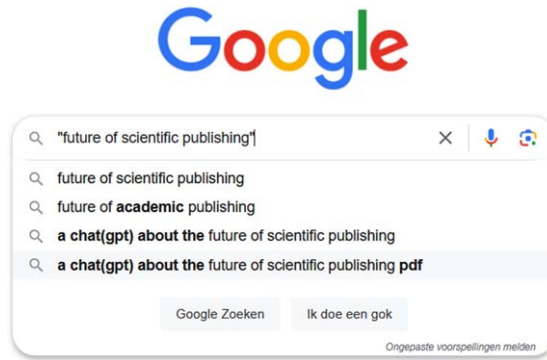 Google
"future of scientific publishing"
future of scientific publishing
future of academic publishing
a chat(gpt) about the future of scientific publishing
a chat(gpt) about the future of scientific publishing pdf
Google Zoeken Ik doe een gok
Ongepaste voorspellingen melden